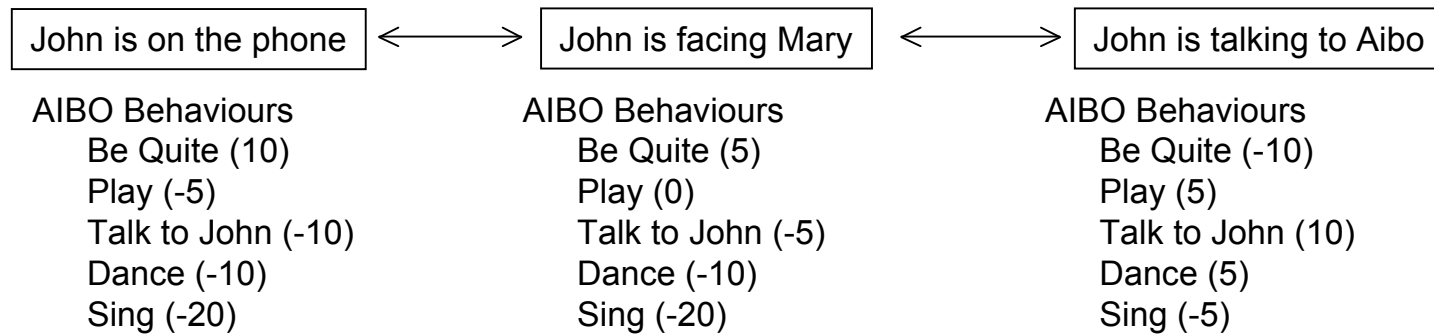 John is on the phone
John is facing Mary
John is talking to Aibo
AIBO Behaviours
Be Quite (10)
Play (-5)
Talk to John (-10)
Dance (-10)
Sing (-20)
AIBO Behaviours
Be Quite (5)
Play (0)
Talk to John (-5)
Dance (-10)
Sing (-20)
AIBO Behaviours
Be Quite (-10)
Play (5)
Talk to John (10)
Dance (5)
Sing (-5)